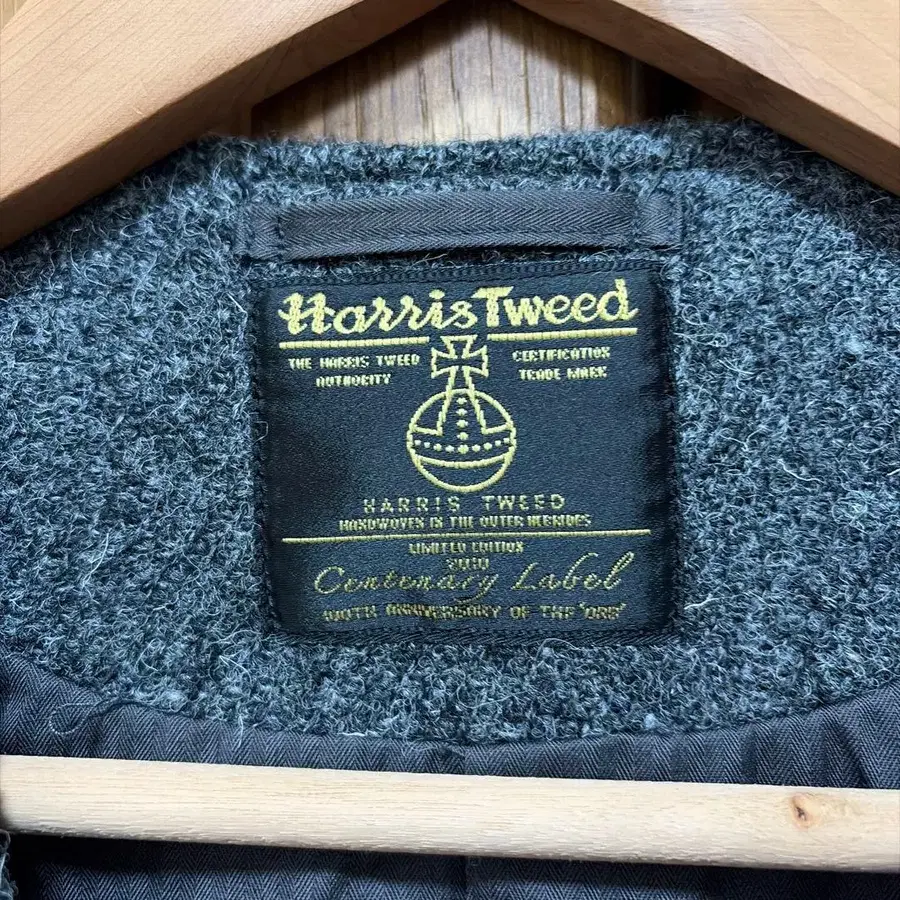 Harris Tweed
THE HARRIS TWEED AUTHORITY
CERTIFICATION TRADE MARK
HARRIS TWEED
HANDWOVEN IN THE OUTER HEBRIDES
LIMITED EDITION
2010
Centenary Label
100TH ANNIVERSARY OF THE 'ORB'